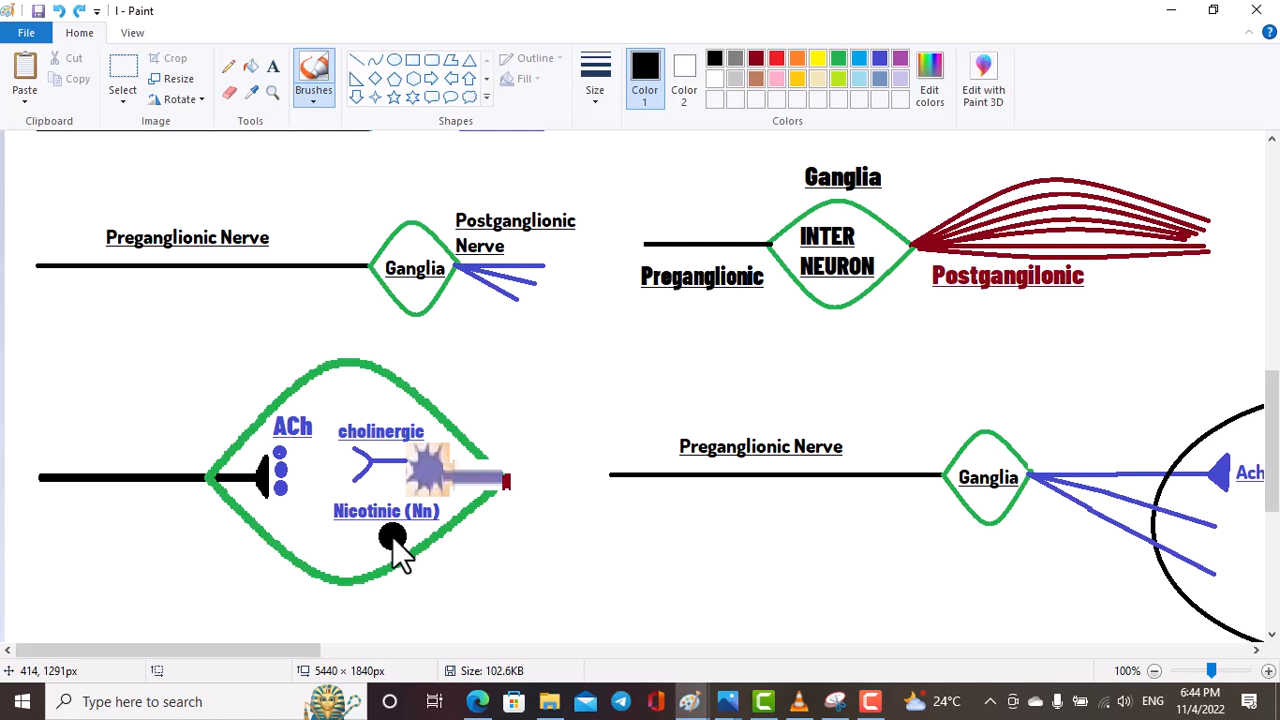 I - Paint
File
Home
View
Paste
Cut
Copy
Clipboard
Select
Crop
Resize
Rotate
Image
Tools
Brushes
Outline
Fill
Shapes
Size
Color 1
Color 2
Edit colors
Edit with Paint 3D
Colors
Preganglionic Nerve
Ganglia
Postganglionic
Nerve
Ganglia
INTER
NEURON
Preganglionic
Postgangilonic
ACh
cholinergic
Nicotinic (Nn)
Preganglionic Nerve
Ganglia
Ach
414, 1291px
5440 × 1840px
Size: 102.6KB
100%
Type here to search
24°C
ENG
6:44 PM
11/4/2022